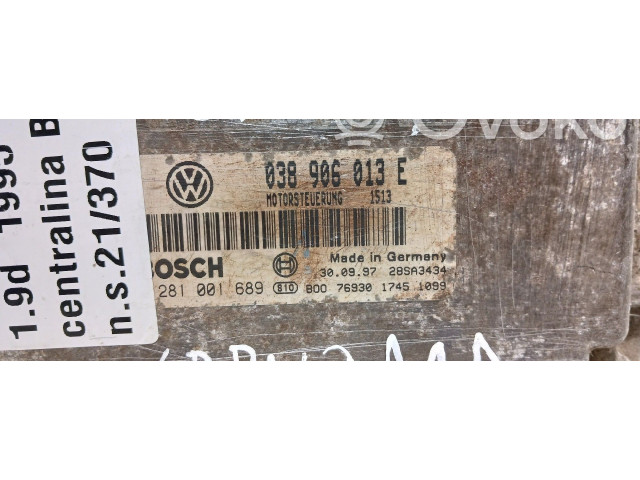 1.9d 1995
centralina B
n.s.21/370
038 906 013 E
MOTORSTEUERUNG 1513
BOSCH
Made in Germany
30.09.97 28SA3434
281 001 689 S10 800 76930 1745 1099